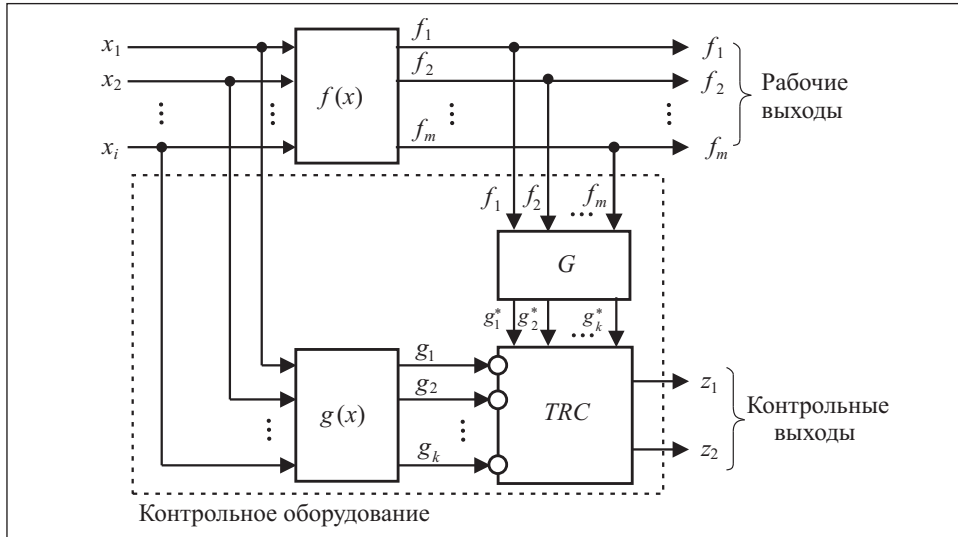 x₁ f₁ f₁
x₂ f₂ f₂
f(x)
Рабочие
выходы
⋮ ⋮ ⋮ ⋮
xᵢ fₘ fₘ
f₁ f₂ ... fₘ
G
g₁* g₂* ... gₖ*
g₁
g₂
z₁
g(x)
TRC
Контрольные
выходы
⋮ ⋮
gₖ
z₂
Контрольное оборудование